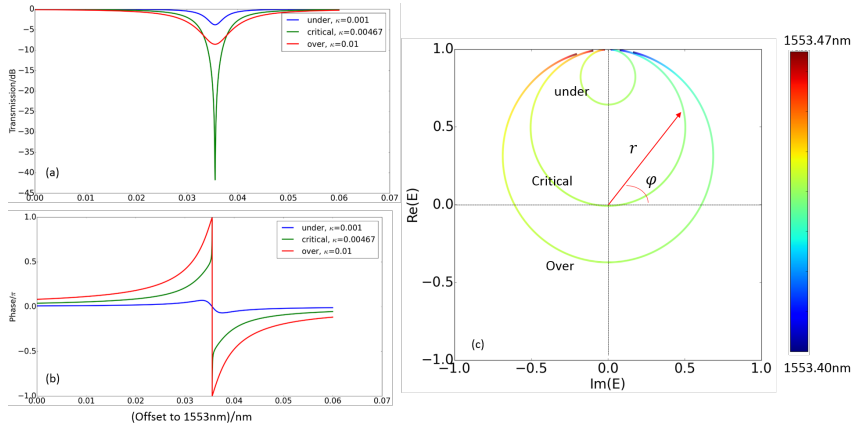 0
−5
−10
−15
−20
−25
−30
−35
−40
−45
Transmission/dB
under, κ=0.001
critical, κ=0.00467
over, κ=0.01
(a)
0.00 0.01 0.02 0.03 0.04 0.05 0.06 0.07
1.0
0.5
0.0
−0.5
−1.0
Phase/π
under, κ=0.001
critical, κ=0.00467
over, κ=0.01
(b)
0.00 0.01 0.02 0.03 0.04 0.05 0.06 0.07
(Offset to 1553nm)/nm
1.0
0.5
0.0
−0.5
−1.0
Re(E)
under
Critical
Over
r
φ
(c)
−1.0 −0.5 0.0 0.5 1.0
Im(E)
1553.47nm
1553.40nm